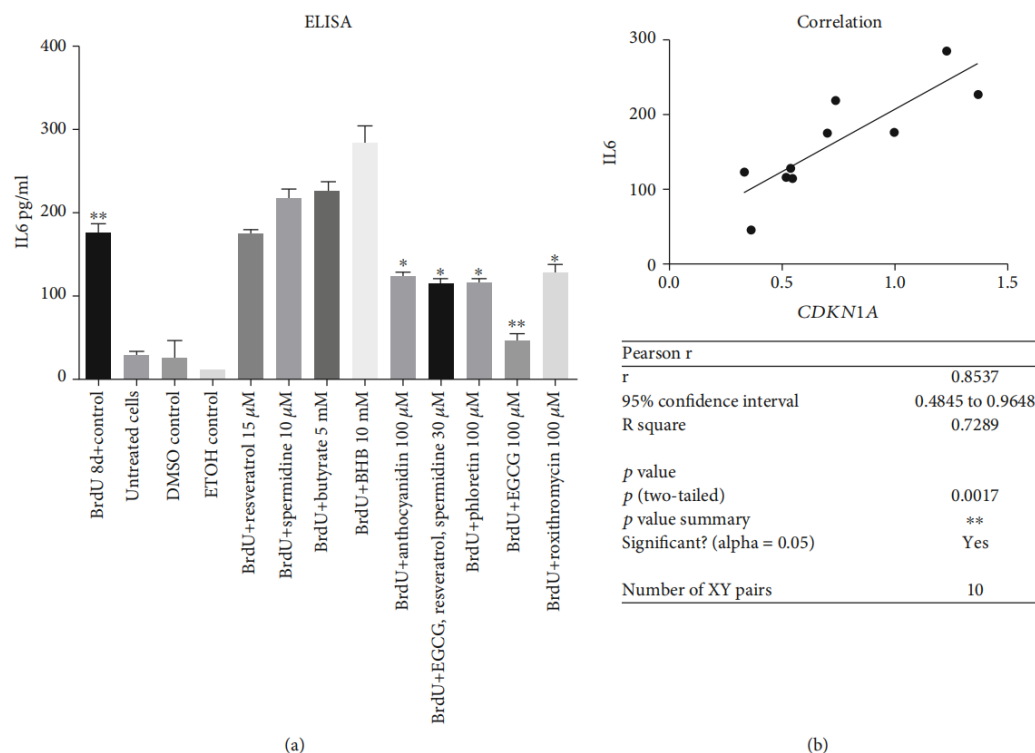 ELISA
400
300
200
100
0
IL6 pg/ml
**
*
*
*
**
*
BrdU 8d+control
Untreated cells
DMSO control
ETOH control
BrdU+resveratrol 15 μM
BrdU+spermidine 10 μM
BrdU+butyrate 5 mM
BrdU+BHB 10 mM
BrdU+anthocyanidin 100 μM
BrdU+EGCG, resveratrol, spermidine 30 μM
BrdU+phloretin 100 μM
BrdU+EGCG 100 μM
BrdU+roxithromycin 100 μM
(a)
Correlation
300
200
100
0
IL6
0.0 0.5 1.0 1.5
CDKN1A
Pearson r
r 0.8537
95% confidence interval 0.4845 to 0.9648
R square 0.7289
p value
p (two-tailed) 0.0017
p value summary **
Significant? (alpha = 0.05) Yes
Number of XY pairs 10
(b)